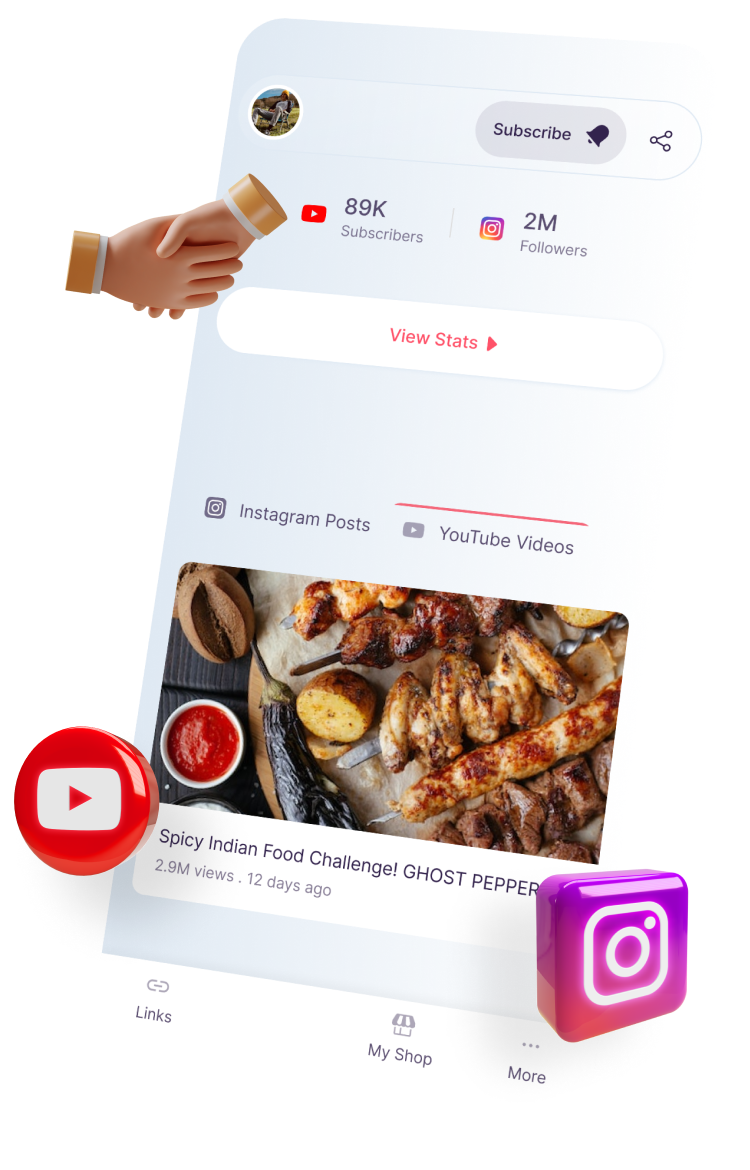 Subscribe
89K
Subscribers
2M
Followers
View Stats
Instagram Posts
YouTube Videos
Spicy Indian Food Challenge! GHOST PEPPER
2.9M views . 12 days ago
Links
My Shop
More